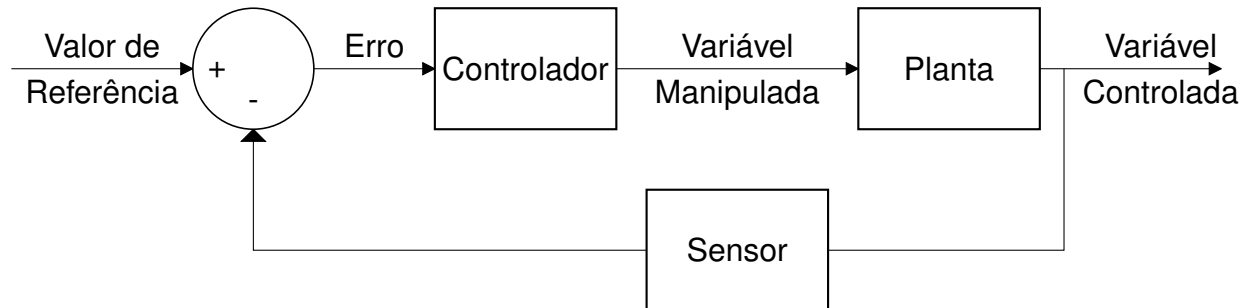 Valor de
Referência
+
-
Erro
Controlador
Variável
Manipulada
Planta
Variável
Controlada
Sensor